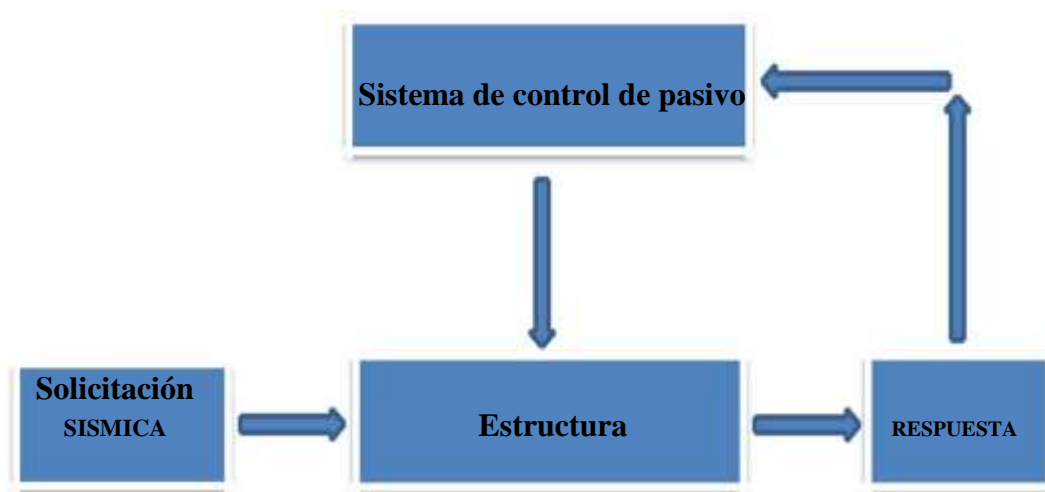 Sistema de control de pasivo
Solicitación
SISMICA
Estructura
RESPUESTA